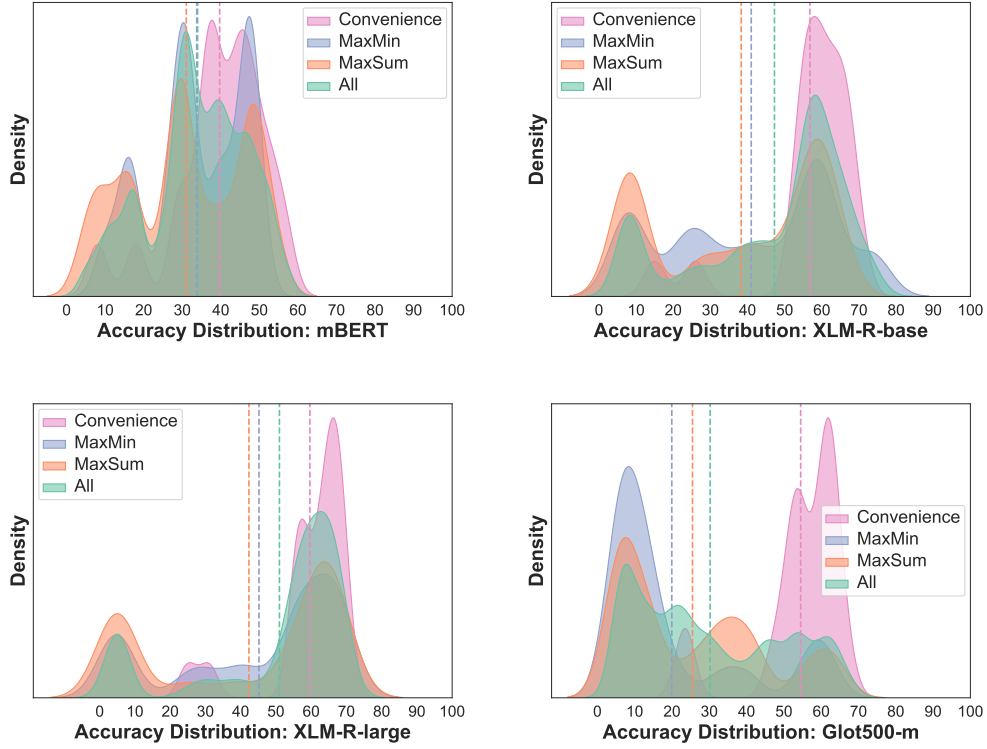 Convenience
MaxMin
MaxSum
All
Density
0 10 20 30 40 50 60 70 80 90 100
Accuracy Distribution: mBERT
Convenience
MaxMin
MaxSum
All
Density
0 10 20 30 40 50 60 70 80 90 100
Accuracy Distribution: XLM-R-base
Convenience
MaxMin
MaxSum
All
Density
0 10 20 30 40 50 60 70 80 90 100
Accuracy Distribution: XLM-R-large
Convenience
MaxMin
MaxSum
All
Density
0 10 20 30 40 50 60 70 80 90 100
Accuracy Distribution: Glot500-m